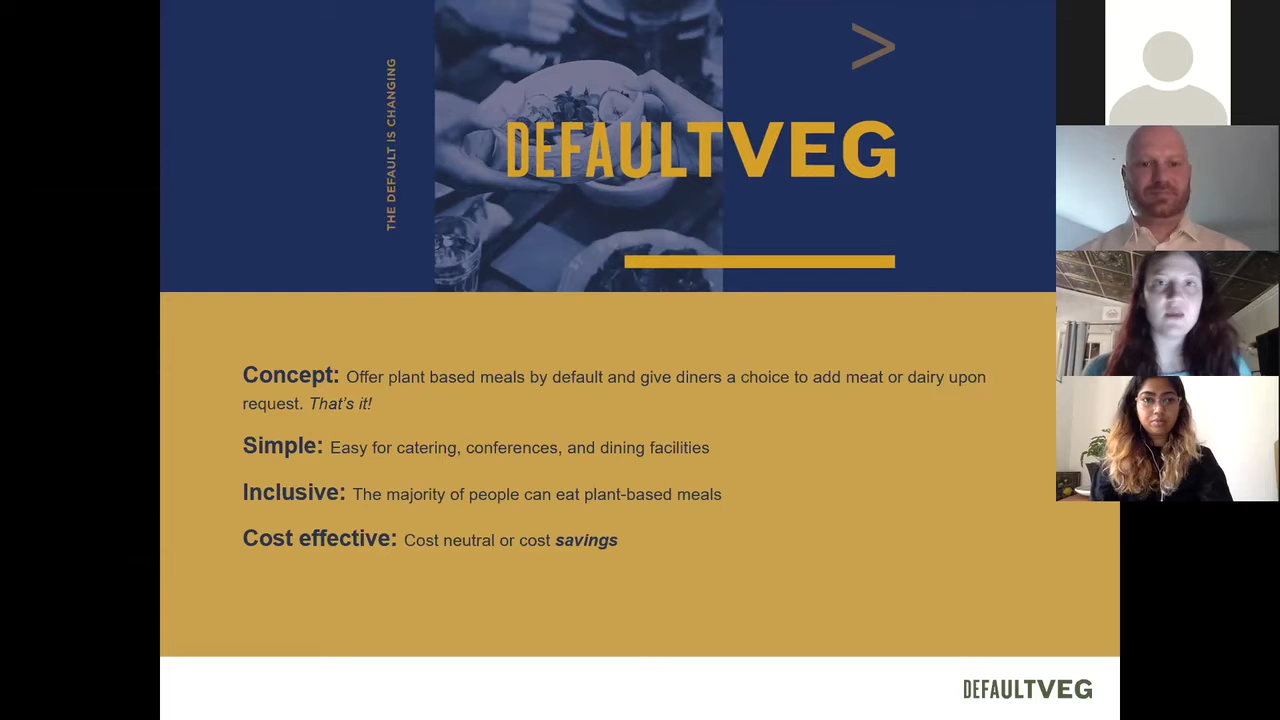 THE DEFAULT IS CHANGING
>
DEFAULTVEG
Concept: Offer plant based meals by default and give diners a choice to add meat or dairy upon
request. That's it!
Simple: Easy for catering, conferences, and dining facilities
Inclusive: The majority of people can eat plant-based meals
Cost effective: Cost neutral or cost savings
DEFAULTVEG